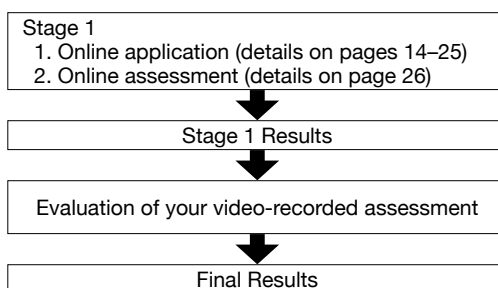 Stage 1
1. Online application (details on pages 14–25)
2. Online assessment (details on page 26)
Stage 1 Results
Evaluation of your video-recorded assessment
Final Results